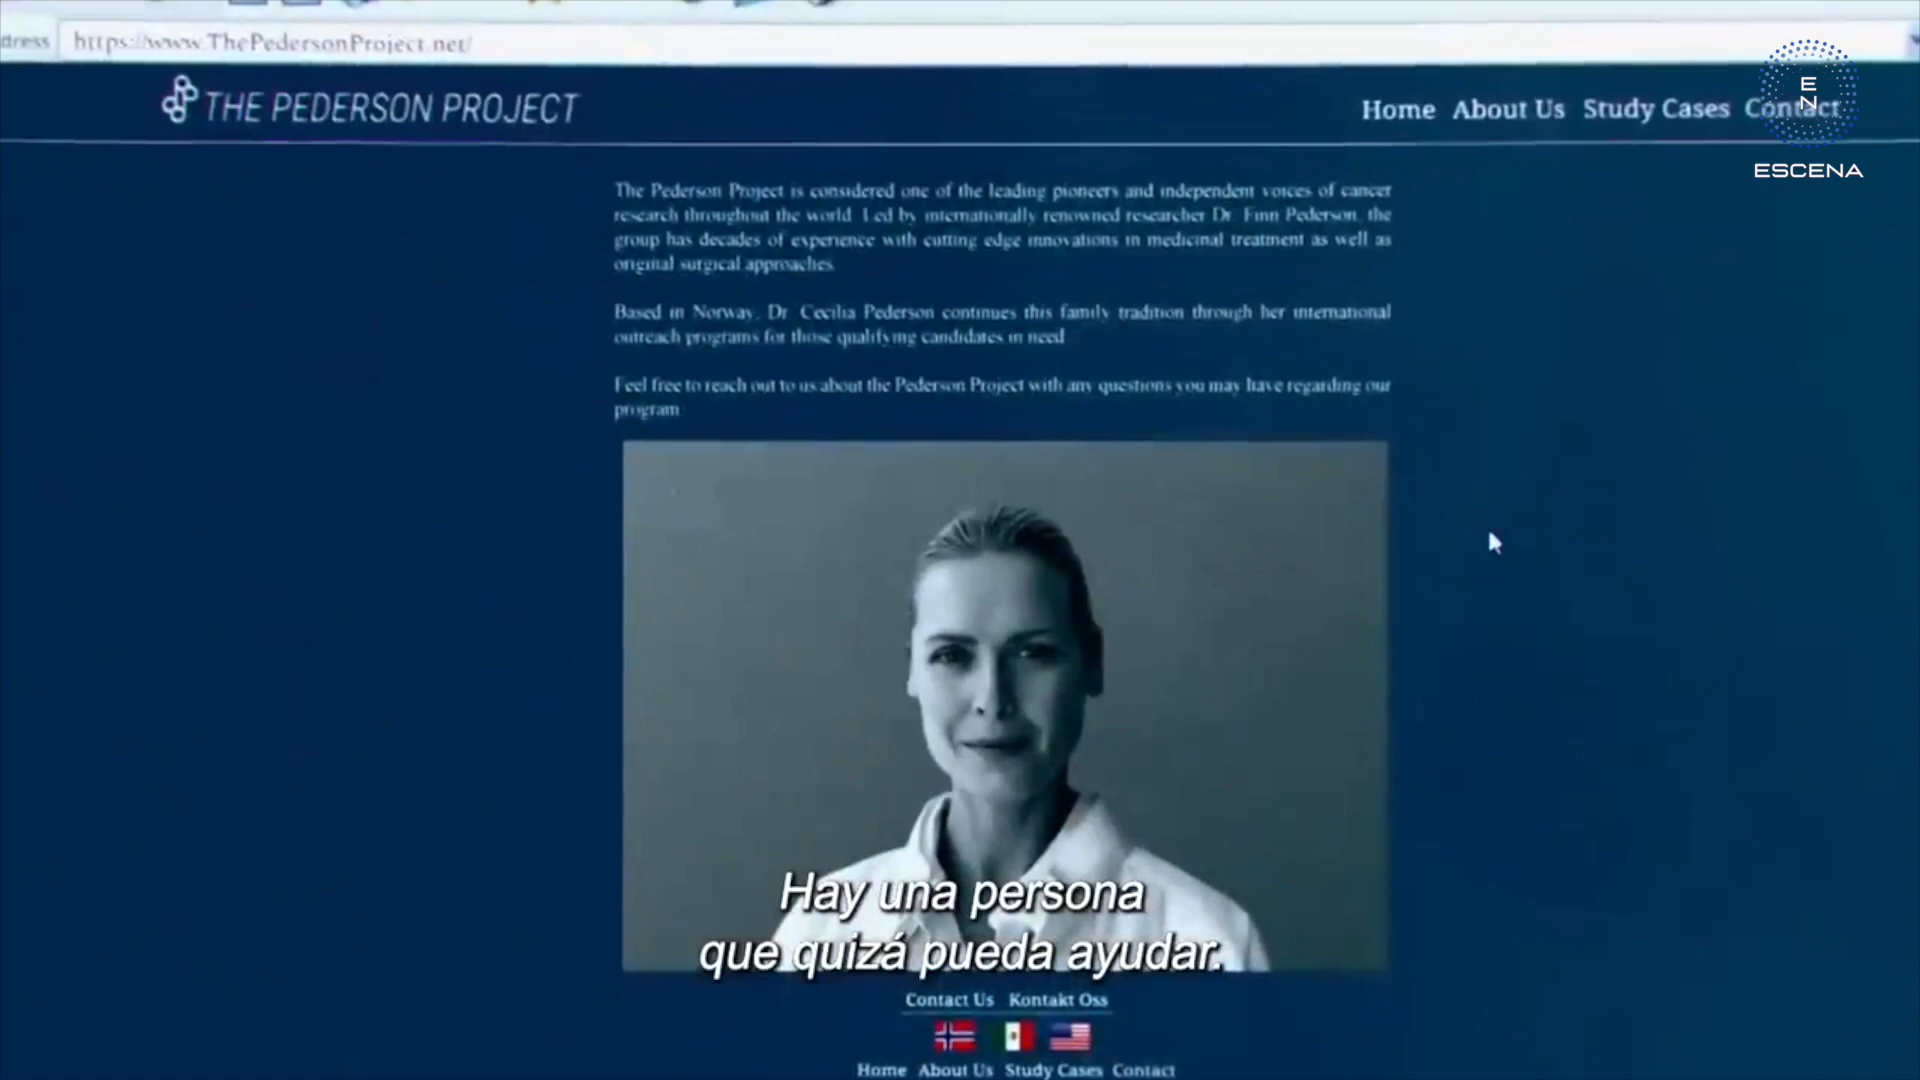 dress https://www.ThePedersonProject.net/
THE PEDERSON PROJECT
Home About Us Study Cases Contact
E
N
ESCENA
The Pederson Project is considered one of the leading pioneers and independent voices of cancer
research throughout the world. Led by internationally renowned researcher Dr. Finn Pederson, the
group has decades of experience with cutting edge innovations in medicinal treatment as well as
original surgical approaches.
Based in Norway, Dr. Cecilia Pederson continues this family tradition through her international
outreach programs for those qualifying candidates in need.
Feel free to reach out to us about the Pederson Project with any questions you may have regarding our
program.
Hay una persona
que quizá pueda ayudar.
Contact Us Kontakt Oss
Home About Us Study Cases Contact